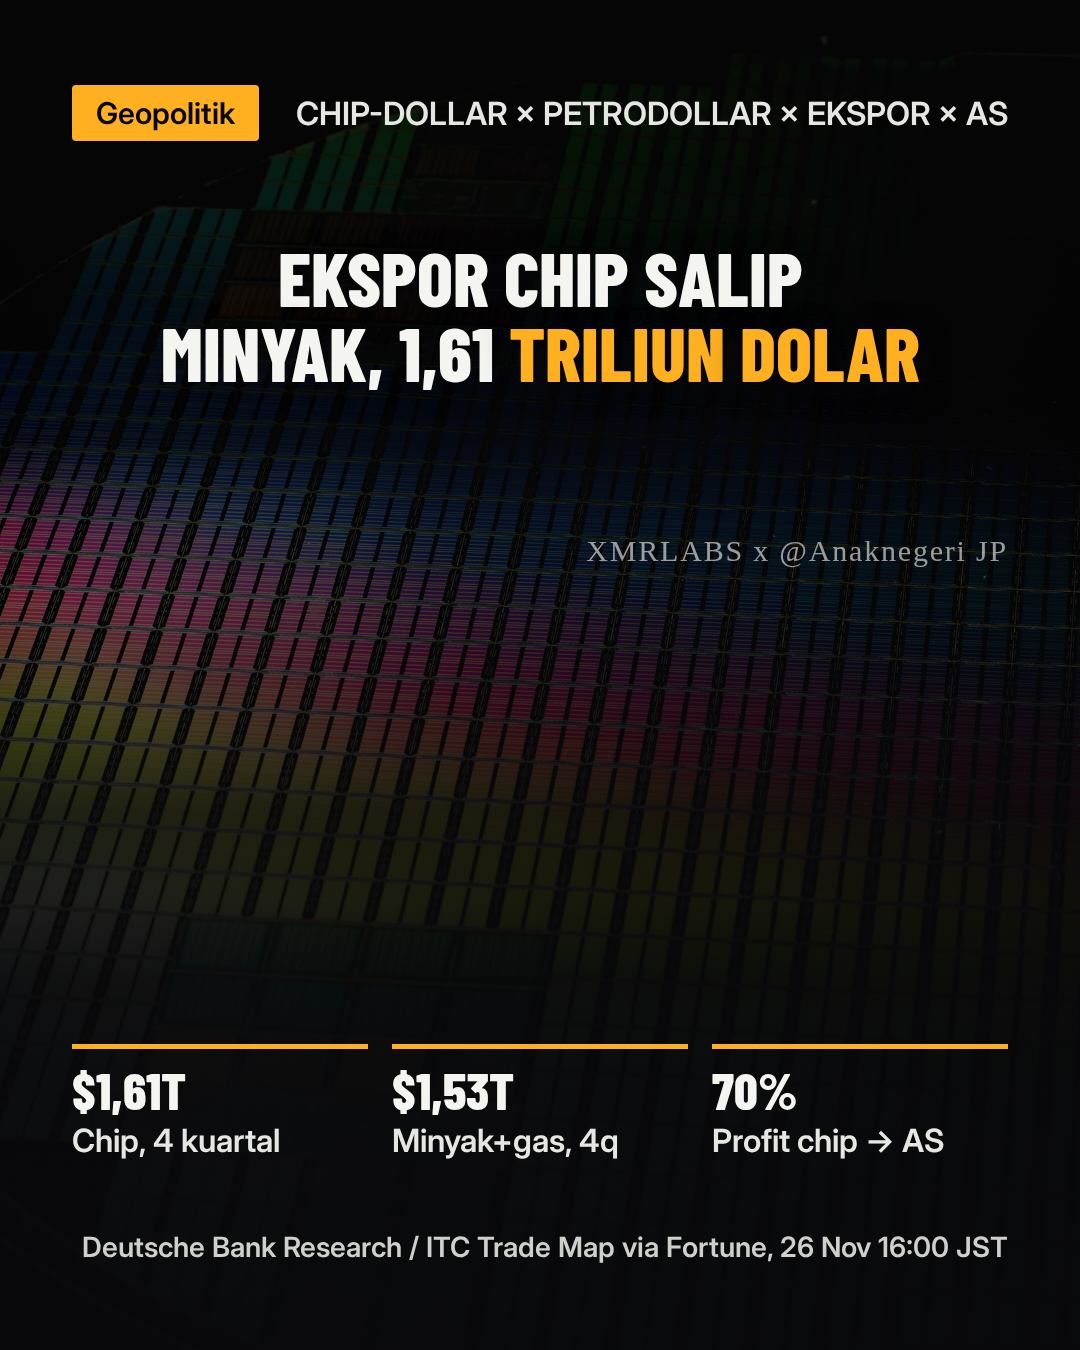 Geopolitik
CHIP-DOLLAR × PETRODOLLAR × EKSPOR × AS
EKSPOR CHIP SALIP
MINYAK, 1,61 TRILIUN DOLAR
XMRLABS x @Anaknegeri JP
$1,61T
Chip, 4 kuartal
$1,53T
Minyak+gas, 4q
70%
Profit chip → AS
Deutsche Bank Research / ITC Trade Map via Fortune, 26 Nov 16:00 JST